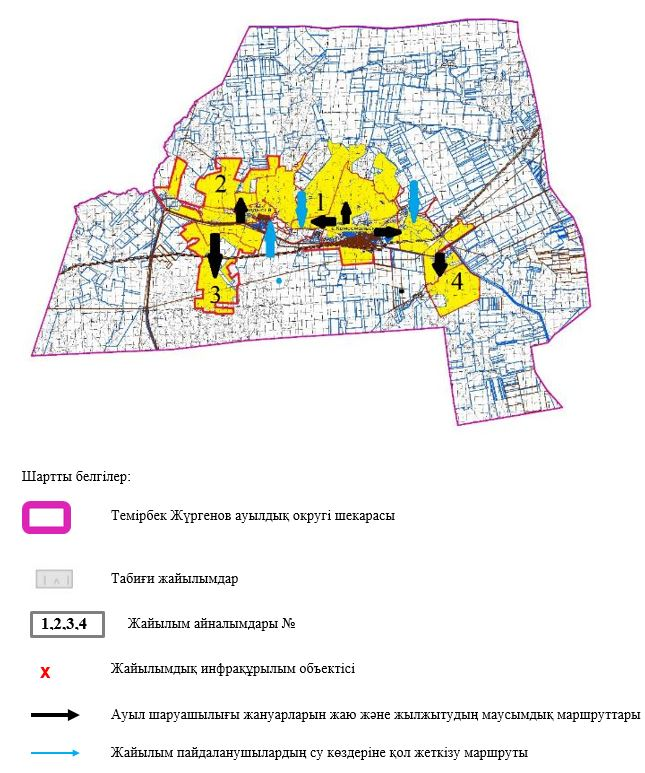 2
1
3
4
Шартты белгілер:
Темірбек Жүргенов ауылдық округі шекарасы
Табиғи жайылымдар
1,2,3,4 Жайылым айналымдары №
х Жайылымдық инфрақұрылым объектісі
Ауыл шаруашылығы жануарларын жаю және жылжытудың маусымдық маршруттары
Жайылым пайдаланушылардың су көздеріне қол жеткізу маршруты